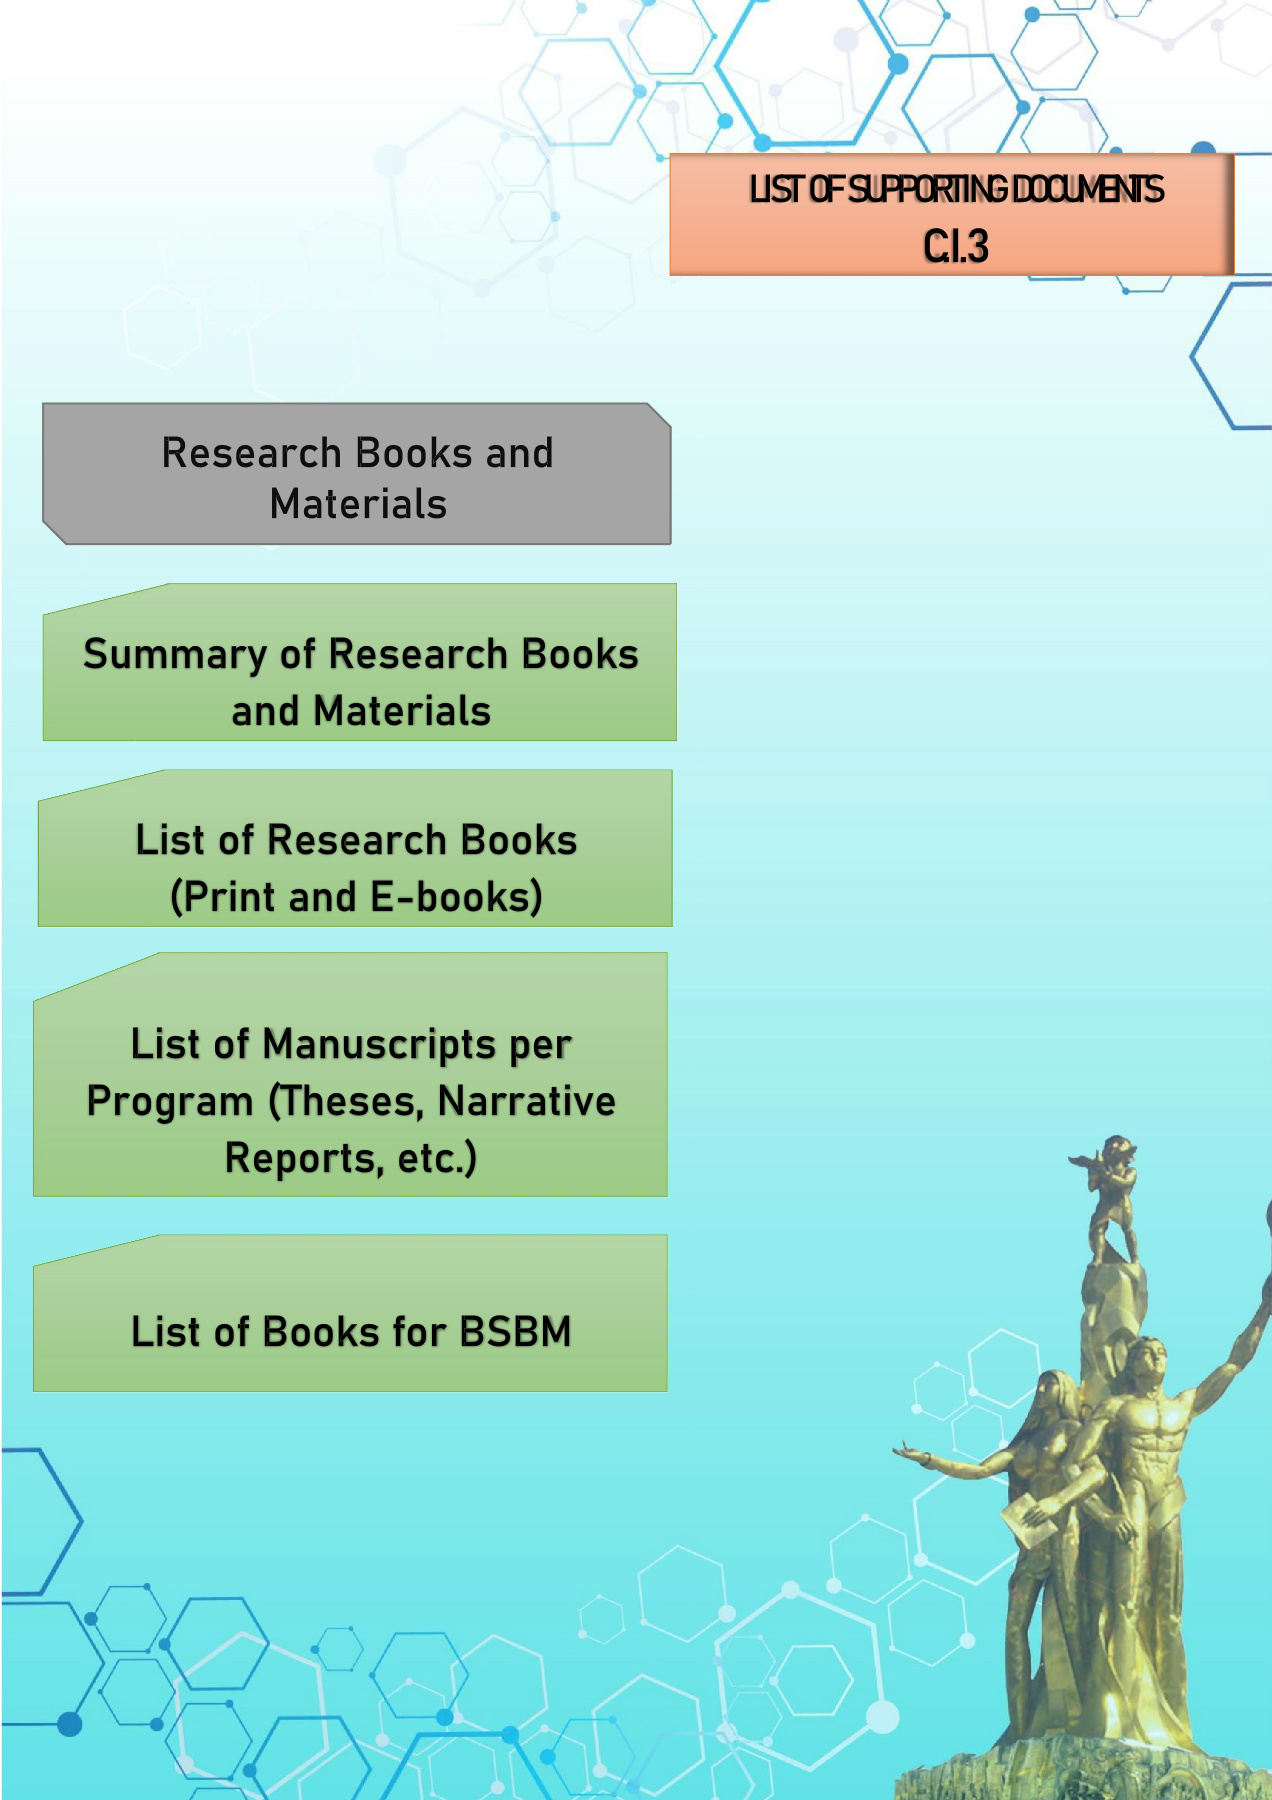 LIST OF SUPPORTING DOCUMENTS
C.I.3
Research Books and
Materials
Summary of Research Books
and Materials
List of Research Books
(Print and E-books)
List of Manuscripts per
Program (Theses, Narrative
Reports, etc.)
List of Books for BSBM